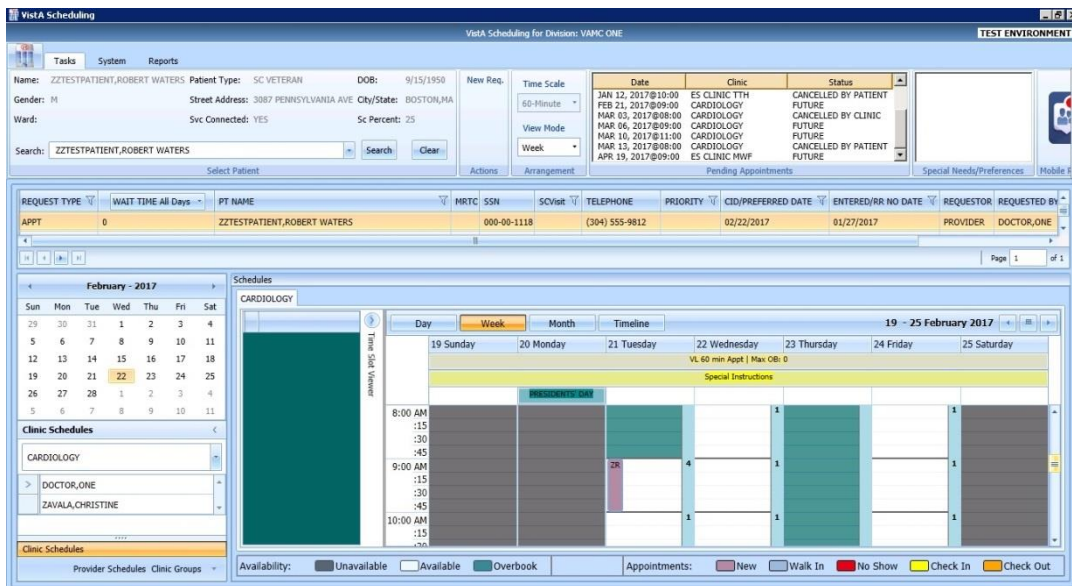 VistA Scheduling
VistA Scheduling for Division: VAMC ONE
TEST ENVIRONMENT
Tasks System Reports
Name: ZZTESTPATIENT,ROBERT WATERS Patient Type: SC VETERAN DOB: 9/15/1950
Gender: M Street Address: 3087 PENNSYLVANIA AVE City/State: BOSTON,MA
Ward: Svc Connected: YES Sc Percent: 25
Search: ZZTESTPATIENT,ROBERT WATERS Search Clear
Select Patient
New Req.
Actions
Time Scale
60-Minute
View Mode
Week
Arrangement
Date Clinic Status
JAN 12, 2017@10:00 ES CLINIC TTH CANCELLED BY PATIENT
FEB 21, 2017@09:00 CARDIOLOGY FUTURE
MAR 03, 2017@08:00 CARDIOLOGY CANCELLED BY CLINIC
MAR 06, 2017@09:00 CARDIOLOGY FUTURE
MAR 10, 2017@11:00 CARDIOLOGY FUTURE
MAR 13, 2017@08:00 CARDIOLOGY CANCELLED BY PATIENT
APR 19, 2017@09:00 ES CLINIC MWF FUTURE
Pending Appointments
Special Needs/Preferences
Mobile
REQUEST TYPE WAIT TIME All Days PT NAME MRTC SSN SCVisit TELEPHONE PRIORITY CID/PREFERRED DATE ENTERED/RR NO DATE REQUESTOR REQUESTED BY
APPT 0 ZZTESTPATIENT,ROBERT WATERS 000-00-1118 (304) 555-9812 02/22/2017 01/27/2017 PROVIDER DOCTOR,ONE
Page 1 of 1
February - 2017
Sun Mon Tue Wed Thu Fri Sat
29 30 31 1 2 3 4
5 6 7 8 9 10 11
12 13 14 15 16 17 18
19 20 21 22 23 24 25
26 27 28 1 2 3 4
5 6 7 8 9 10 11
Clinic Schedules
CARDIOLOGY
DOCTOR,ONE
ZAVALA,CHRISTINE
Clinic Schedules
Provider Schedules Clinic Groups
Schedules
CARDIOLOGY
Time Slot Viewer
Day Week Month Timeline 19 - 25 February 2017
19 Sunday 20 Monday 21 Tuesday 22 Wednesday 23 Thursday 24 Friday 25 Saturday
VL 60 min Appt | Max OB: 0
Special Instructions
PRESIDENTS' DAY
8:00 AM 1 1
:15
:30
:45
9:00 AM ZR 4 1 1
:15
:30
:45
10:00 AM 1 1 1
:15
:30
Availability: Unavailable Available Overbook Appointments: New Walk In No Show Check In Check Out